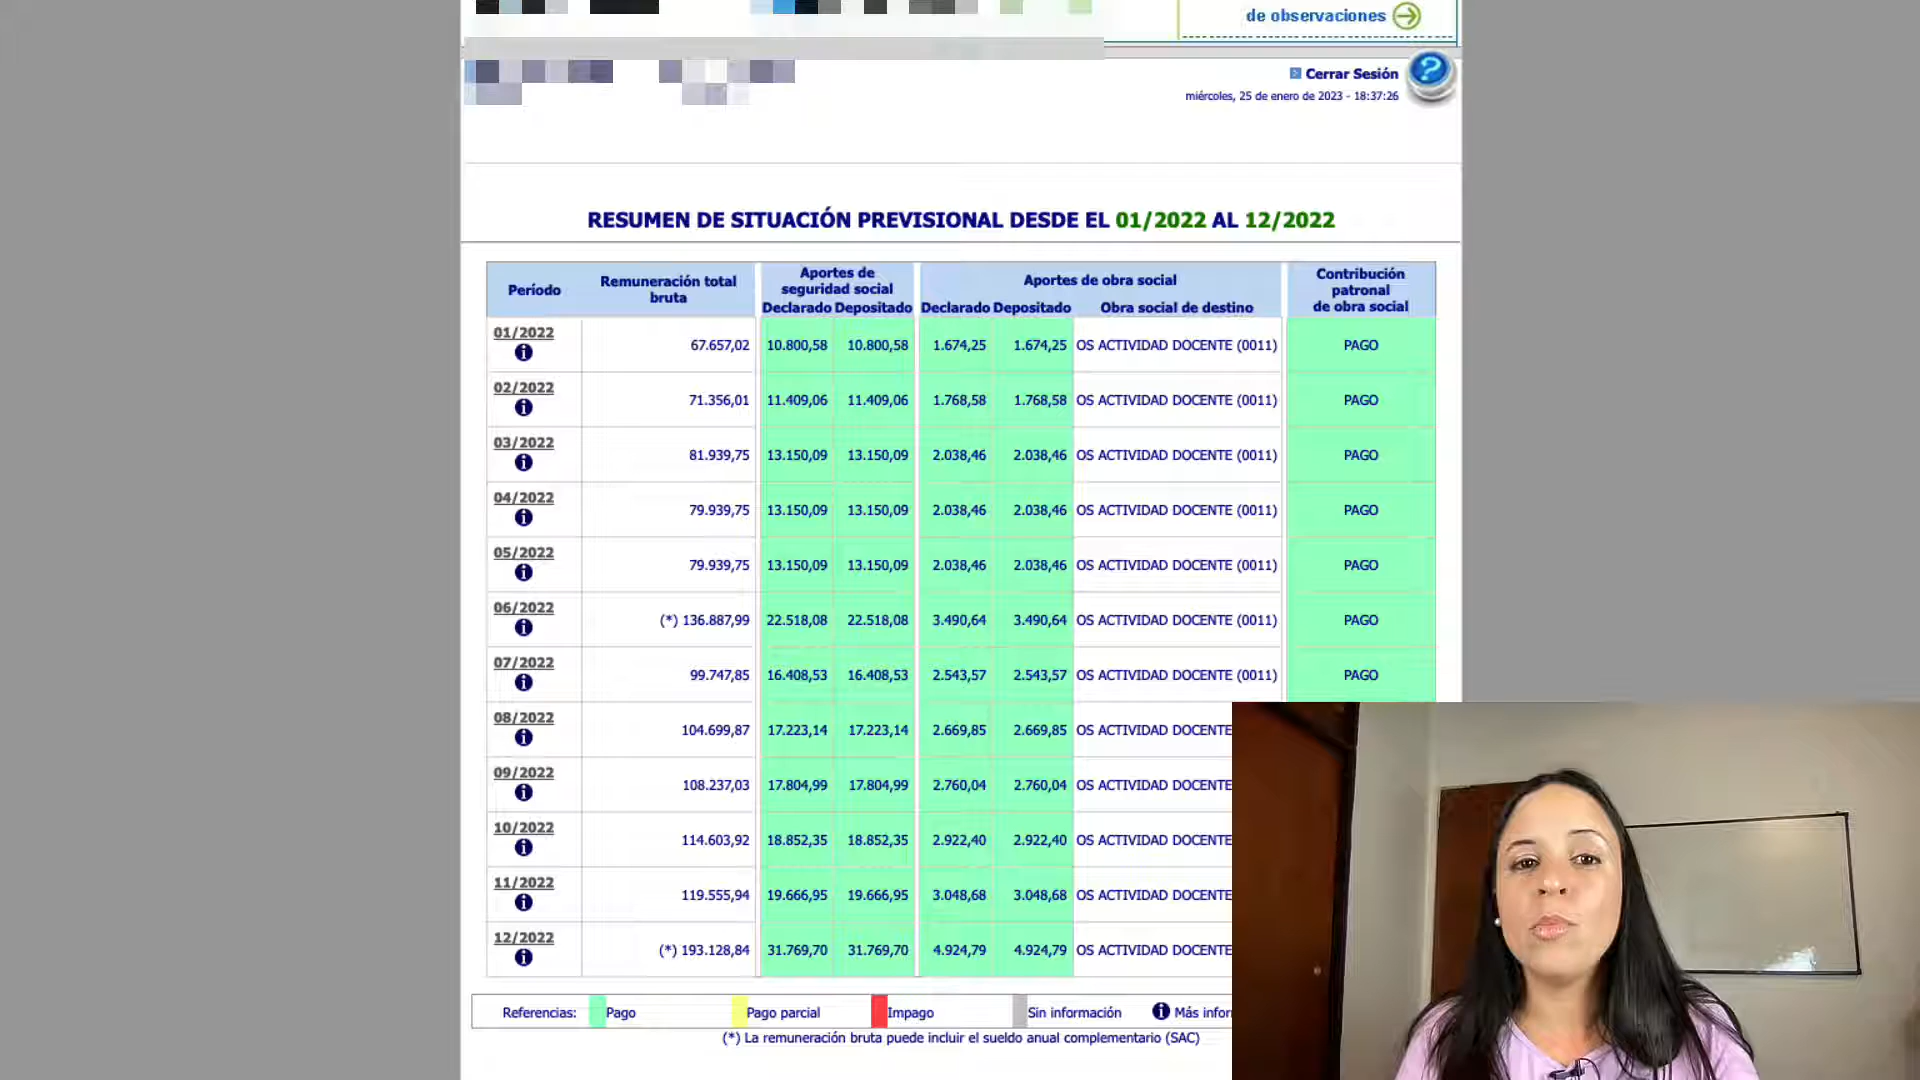 de observaciones
Cerrar Sesión
miércoles, 25 de enero de 2023 - 18:37:26
RESUMEN DE SITUACIÓN PREVISIONAL DESDE EL 01/2022 AL 12/2022
Período Remuneración total bruta Aportes de seguridad social Aportes de obra social Contribución patronal de obra social
Declarado Depositado Declarado Depositado Obra social de destino
01/2022 67.657,02 10.800,58 10.800,58 1.674,25 1.674,25 OS ACTIVIDAD DOCENTE (0011) PAGO
02/2022 71.356,01 11.409,06 11.409,06 1.768,58 1.768,58 OS ACTIVIDAD DOCENTE (0011) PAGO
03/2022 81.939,75 13.150,09 13.150,09 2.038,46 2.038,46 OS ACTIVIDAD DOCENTE (0011) PAGO
04/2022 79.939,75 13.150,09 13.150,09 2.038,46 2.038,46 OS ACTIVIDAD DOCENTE (0011) PAGO
05/2022 79.939,75 13.150,09 13.150,09 2.038,46 2.038,46 OS ACTIVIDAD DOCENTE (0011) PAGO
06/2022 (*) 136.887,99 22.518,08 22.518,08 3.490,64 3.490,64 OS ACTIVIDAD DOCENTE (0011) PAGO
07/2022 99.747,85 16.408,53 16.408,53 2.543,57 2.543,57 OS ACTIVIDAD DOCENTE (0011) PAGO
08/2022 104.699,87 17.223,14 17.223,14 2.669,85 2.669,85 OS ACTIVIDAD DOCENTE
09/2022 108.237,03 17.804,99 17.804,99 2.760,04 2.760,04 OS ACTIVIDAD DOCENTE
10/2022 114.603,92 18.852,35 18.852,35 2.922,40 2.922,40 OS ACTIVIDAD DOCENTE
11/2022 119.555,94 19.666,95 19.666,95 3.048,68 3.048,68 OS ACTIVIDAD DOCENTE
12/2022 (*) 193.128,84 31.769,70 31.769,70 4.924,79 4.924,79 OS ACTIVIDAD DOCENTE
Referencias: Pago Pago parcial Impago Sin información Más infor
(*) La remuneración bruta puede incluir el sueldo anual complementario (SAC)